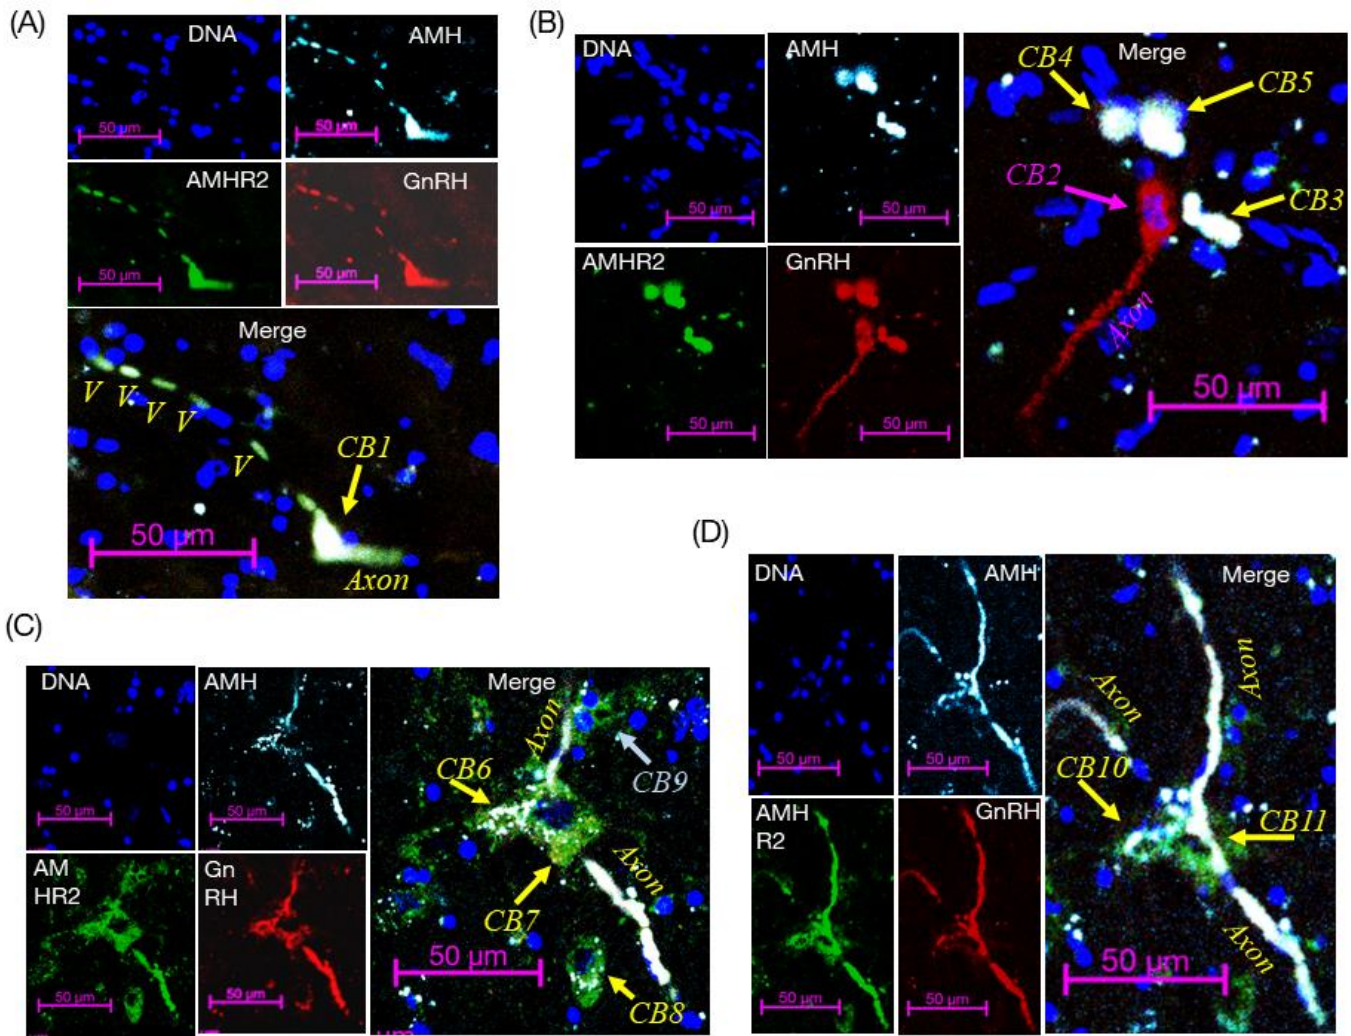 (A)
DNA
AMH
50 µm
50 µm
AMHR2
GnRH
50 µm
50 µm
Merge
V
V
V
V
V
CB1
50 µm
Axon
(B)
DNA
AMH
50 µm
50 µm
AMHR2
GnRH
50 µm
50 µm
Merge
CB4
CB5
CB2
CB3
Axon
50 µm
(C)
DNA
AMH
50 µm
50 µm
AM
HR2
Gn
RH
50 µm
50 µm
Merge
Axon
CB6
CB9
Axon
CB7
50 µm
CB8
(D)
DNA
AMH
50 µm
50 µm
AMH
R2
GnRH
50 µm
50 µm
Merge
Axon
Axon
CB10
CB11
Axon
50 µm